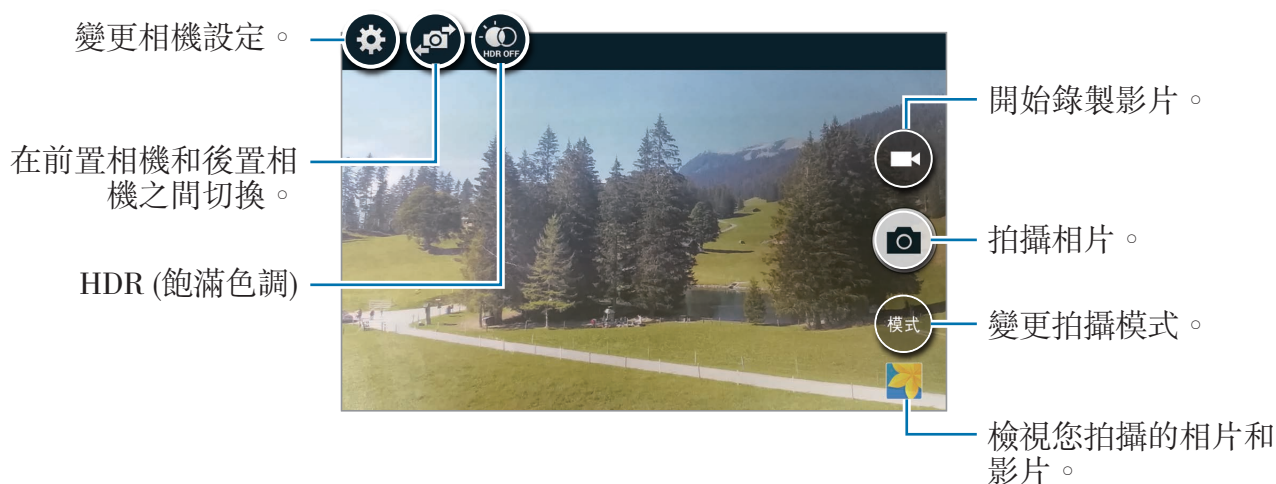 變更相機設定。
在前置相機和後置相
機之間切換。
HDR (飽滿色調)
HDR OFF
開始錄製影片。
拍攝相片。
模式
變更拍攝模式。
檢視您拍攝的相片和
影片。